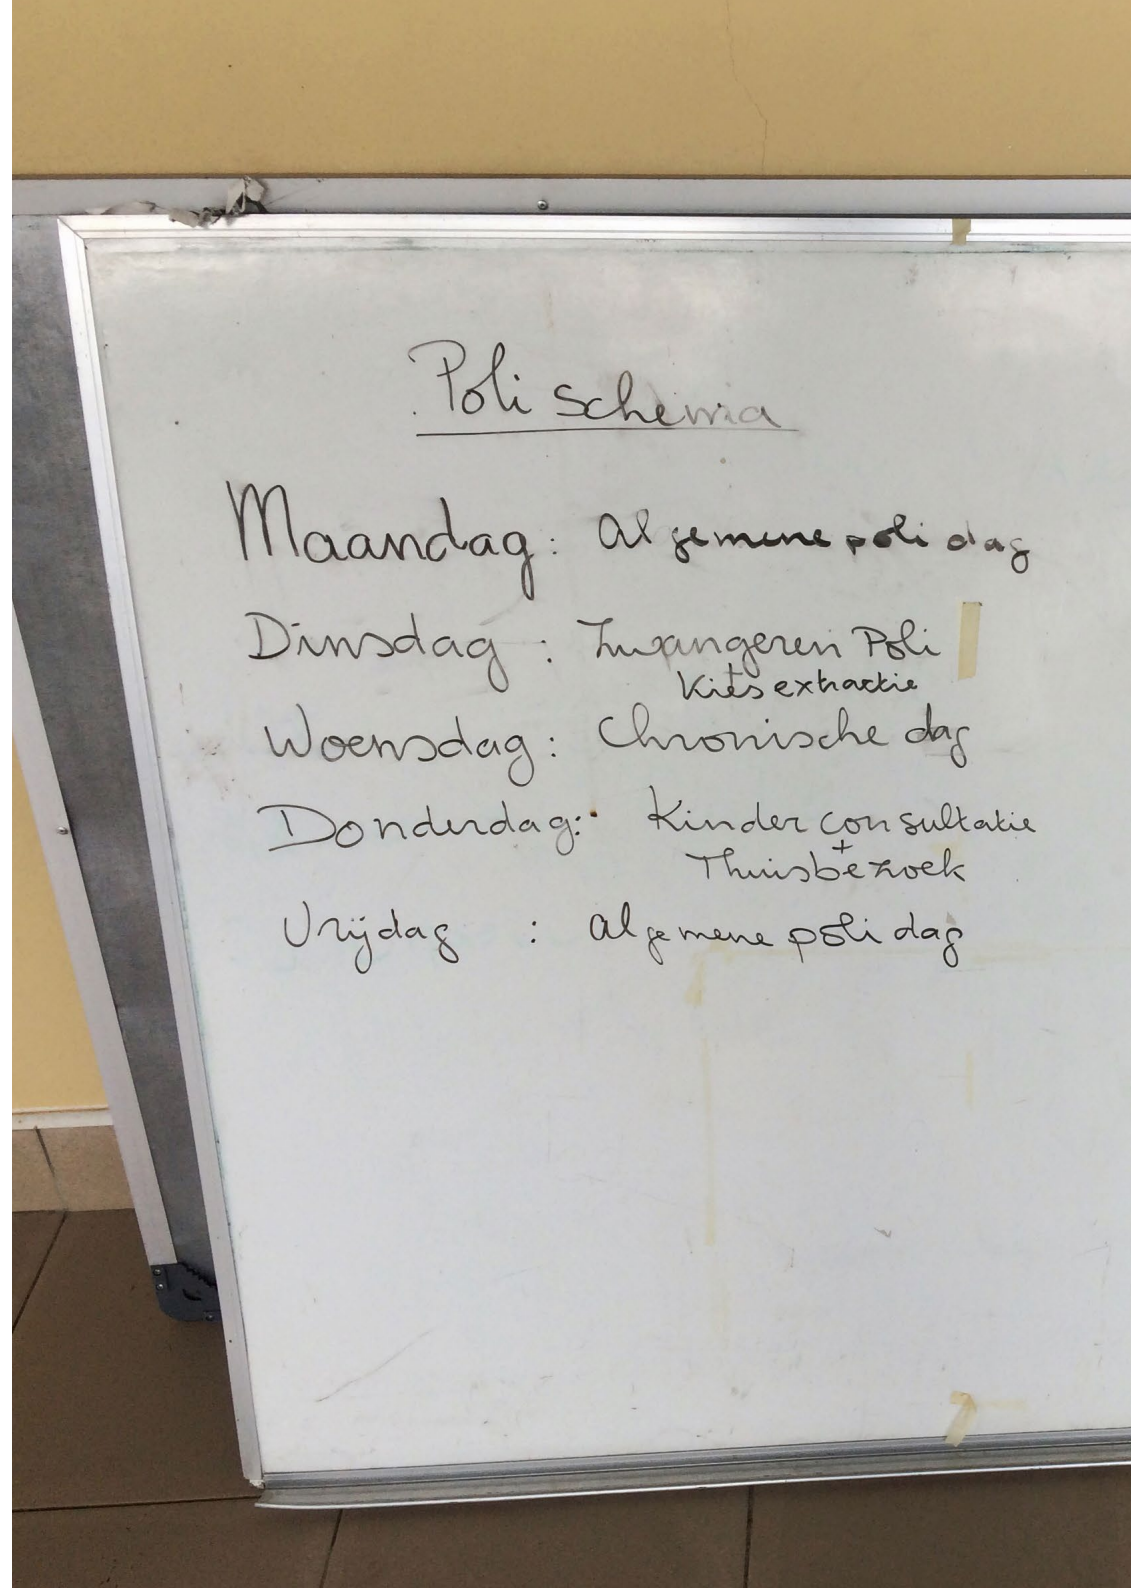 Poli Schema
Maandag: Algemene poli dag
Dinsdag: Zwangeren Poli
+
Kies extractie
Woensdag: Chronische dag
Donderdag: Kinder consultatie
+
Thuisbezoek
Vrijdag: Algemene poli dag